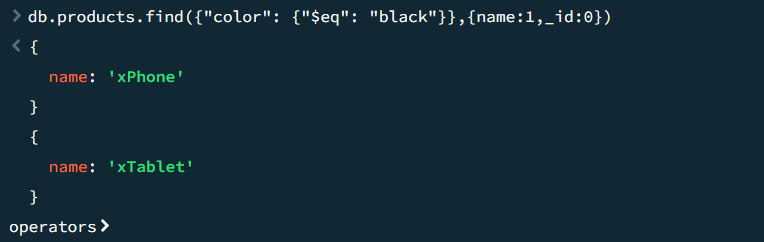 > db.products.find({"color": {"$eq": "black"}},{name:1,_id:0})
< {
name: 'xPhone'
}
{
name: 'xTablet'
}
operators>